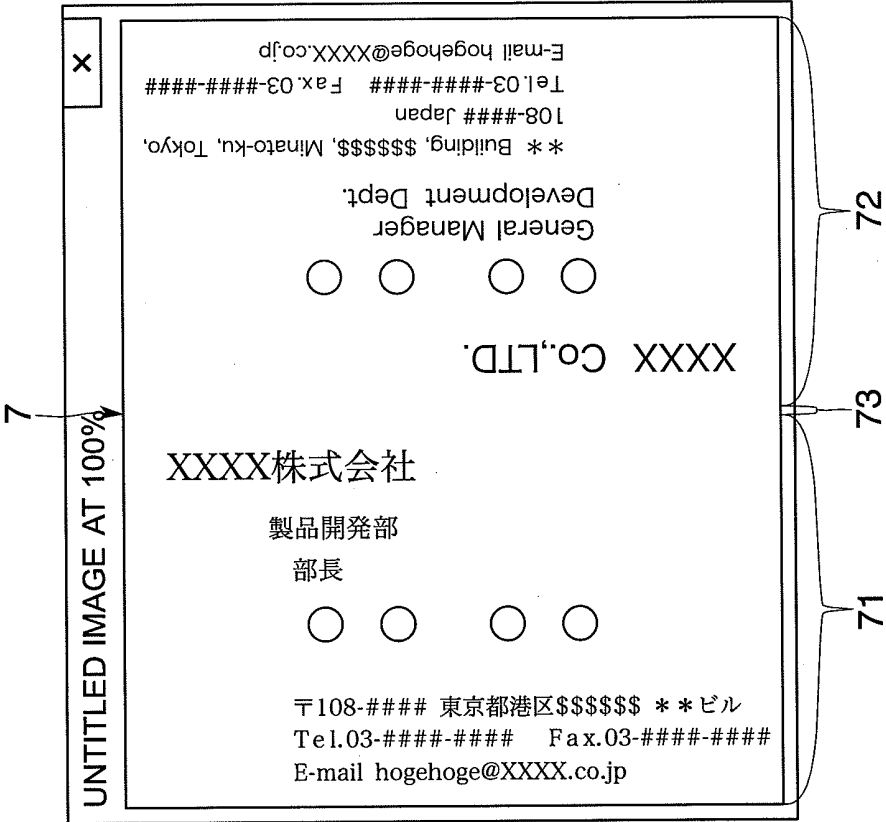 UNTITLED IMAGE AT 100%
×
7
XXXX株式会社
製品開発部
部長
○ ○ ○ ○
〒108-#### 東京都港区$$$$$$ **ビル
Tel.03-####-#### Fax.03-####-####
E-mail hogehoge@XXXX.co.jp
XXXX Co.,LTD.
○ ○ ○ ○
General Manager
Development Dept.
** Building, $$$$$$, Minato-ku, Tokyo,
108-#### Japan
Tel.03-####-#### Fax.03-####-####
E-mail hogehoge@XXXX.co.jp
71
73
72